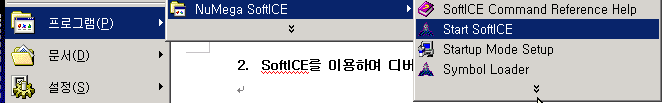 프로그램(P)
문서(D)
설정(S)
NuMega SoftICE
2. SoftICE를 이용하여 디버
SoftICE Command Reference Help
Start SoftICE
Startup Mode Setup
Symbol Loader